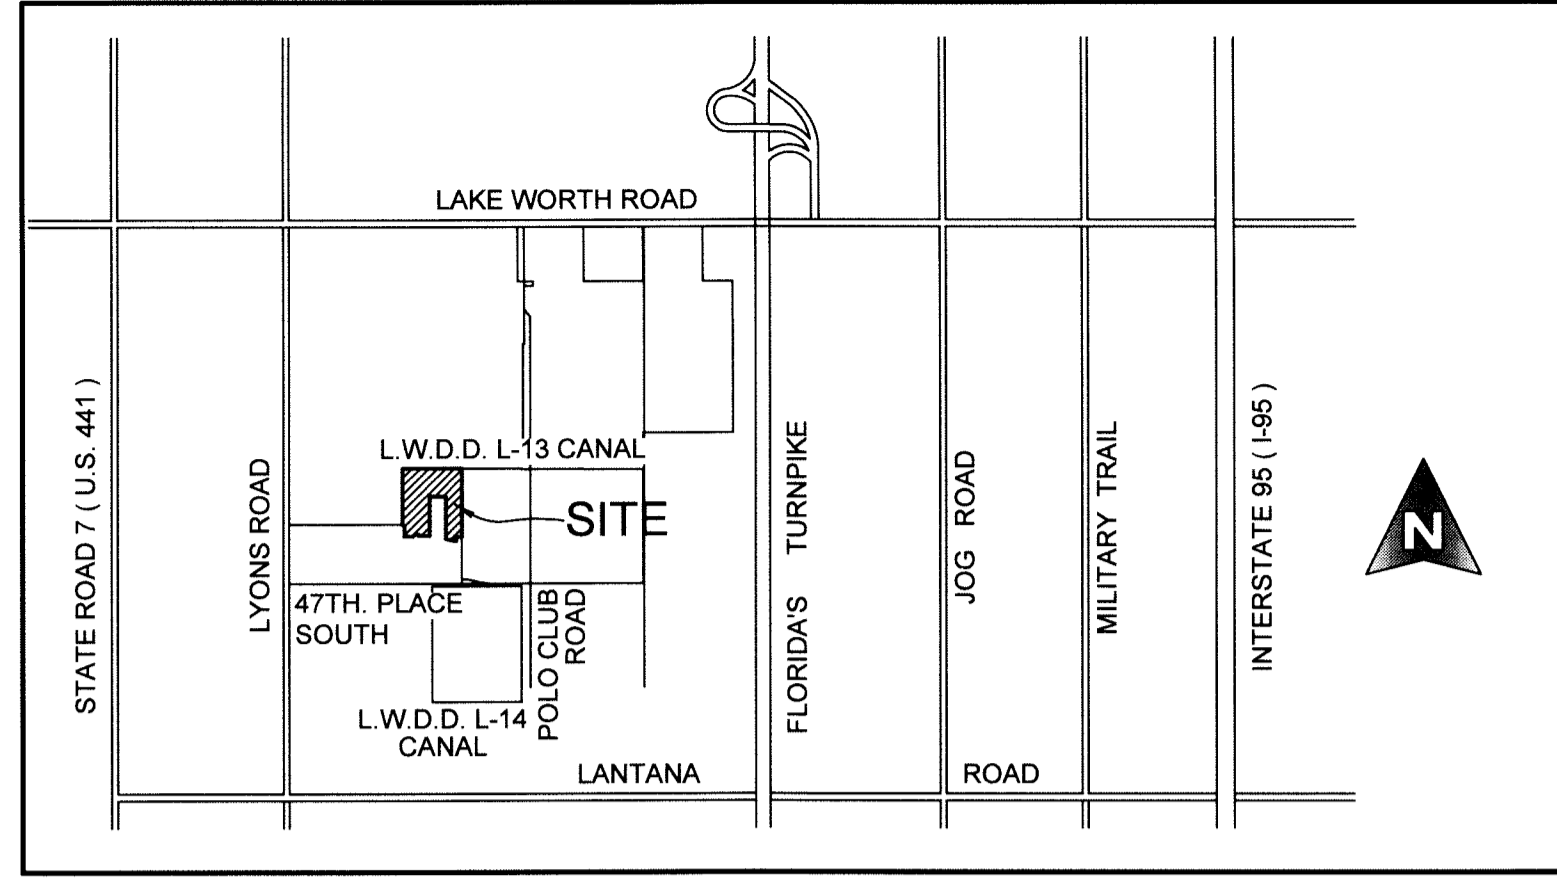 LAKE WORTH ROAD
STATE ROAD 7 ( U.S. 441 )
LYONS ROAD
L.W.D.D. L-13 CANAL
SITE
47TH. PLACE
SOUTH
POLO CLUB
ROAD
L.W.D.D. L-14
CANAL
FLORIDA'S TURNPIKE
JOG ROAD
MILITARY TRAIL
INTERSTATE 95 ( I-95 )
N
LANTANA ROAD